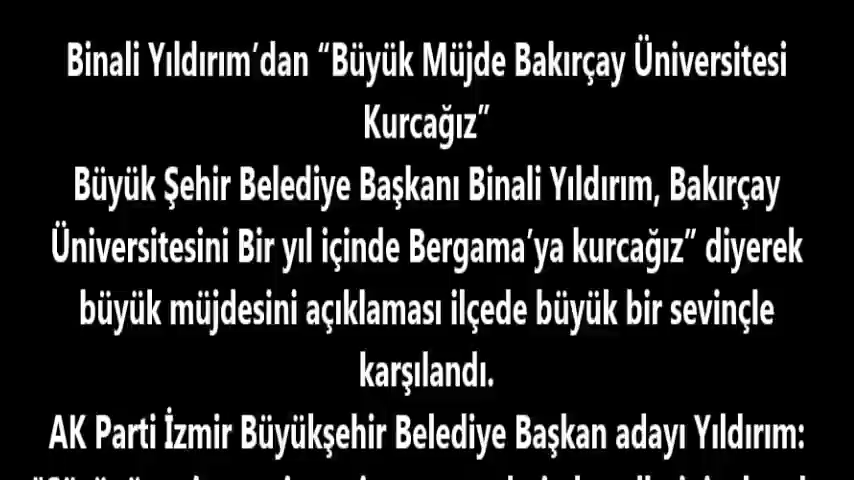 Binali Yıldırım’dan “Büyük Müjde Bakırçay Üniversitesi
Kurcağız”
Büyük Şehir Belediye Başkanı Binali Yıldırım, Bakırçay
Üniversitesini Bir yıl içinde Bergama’ya kurcağız” diyerek
büyük müjdesini açıklaması ilçede büyük bir sevinçle
karşılandı.
AK Parti İzmir Büyükşehir Belediye Başkan adayı Yıldırım: